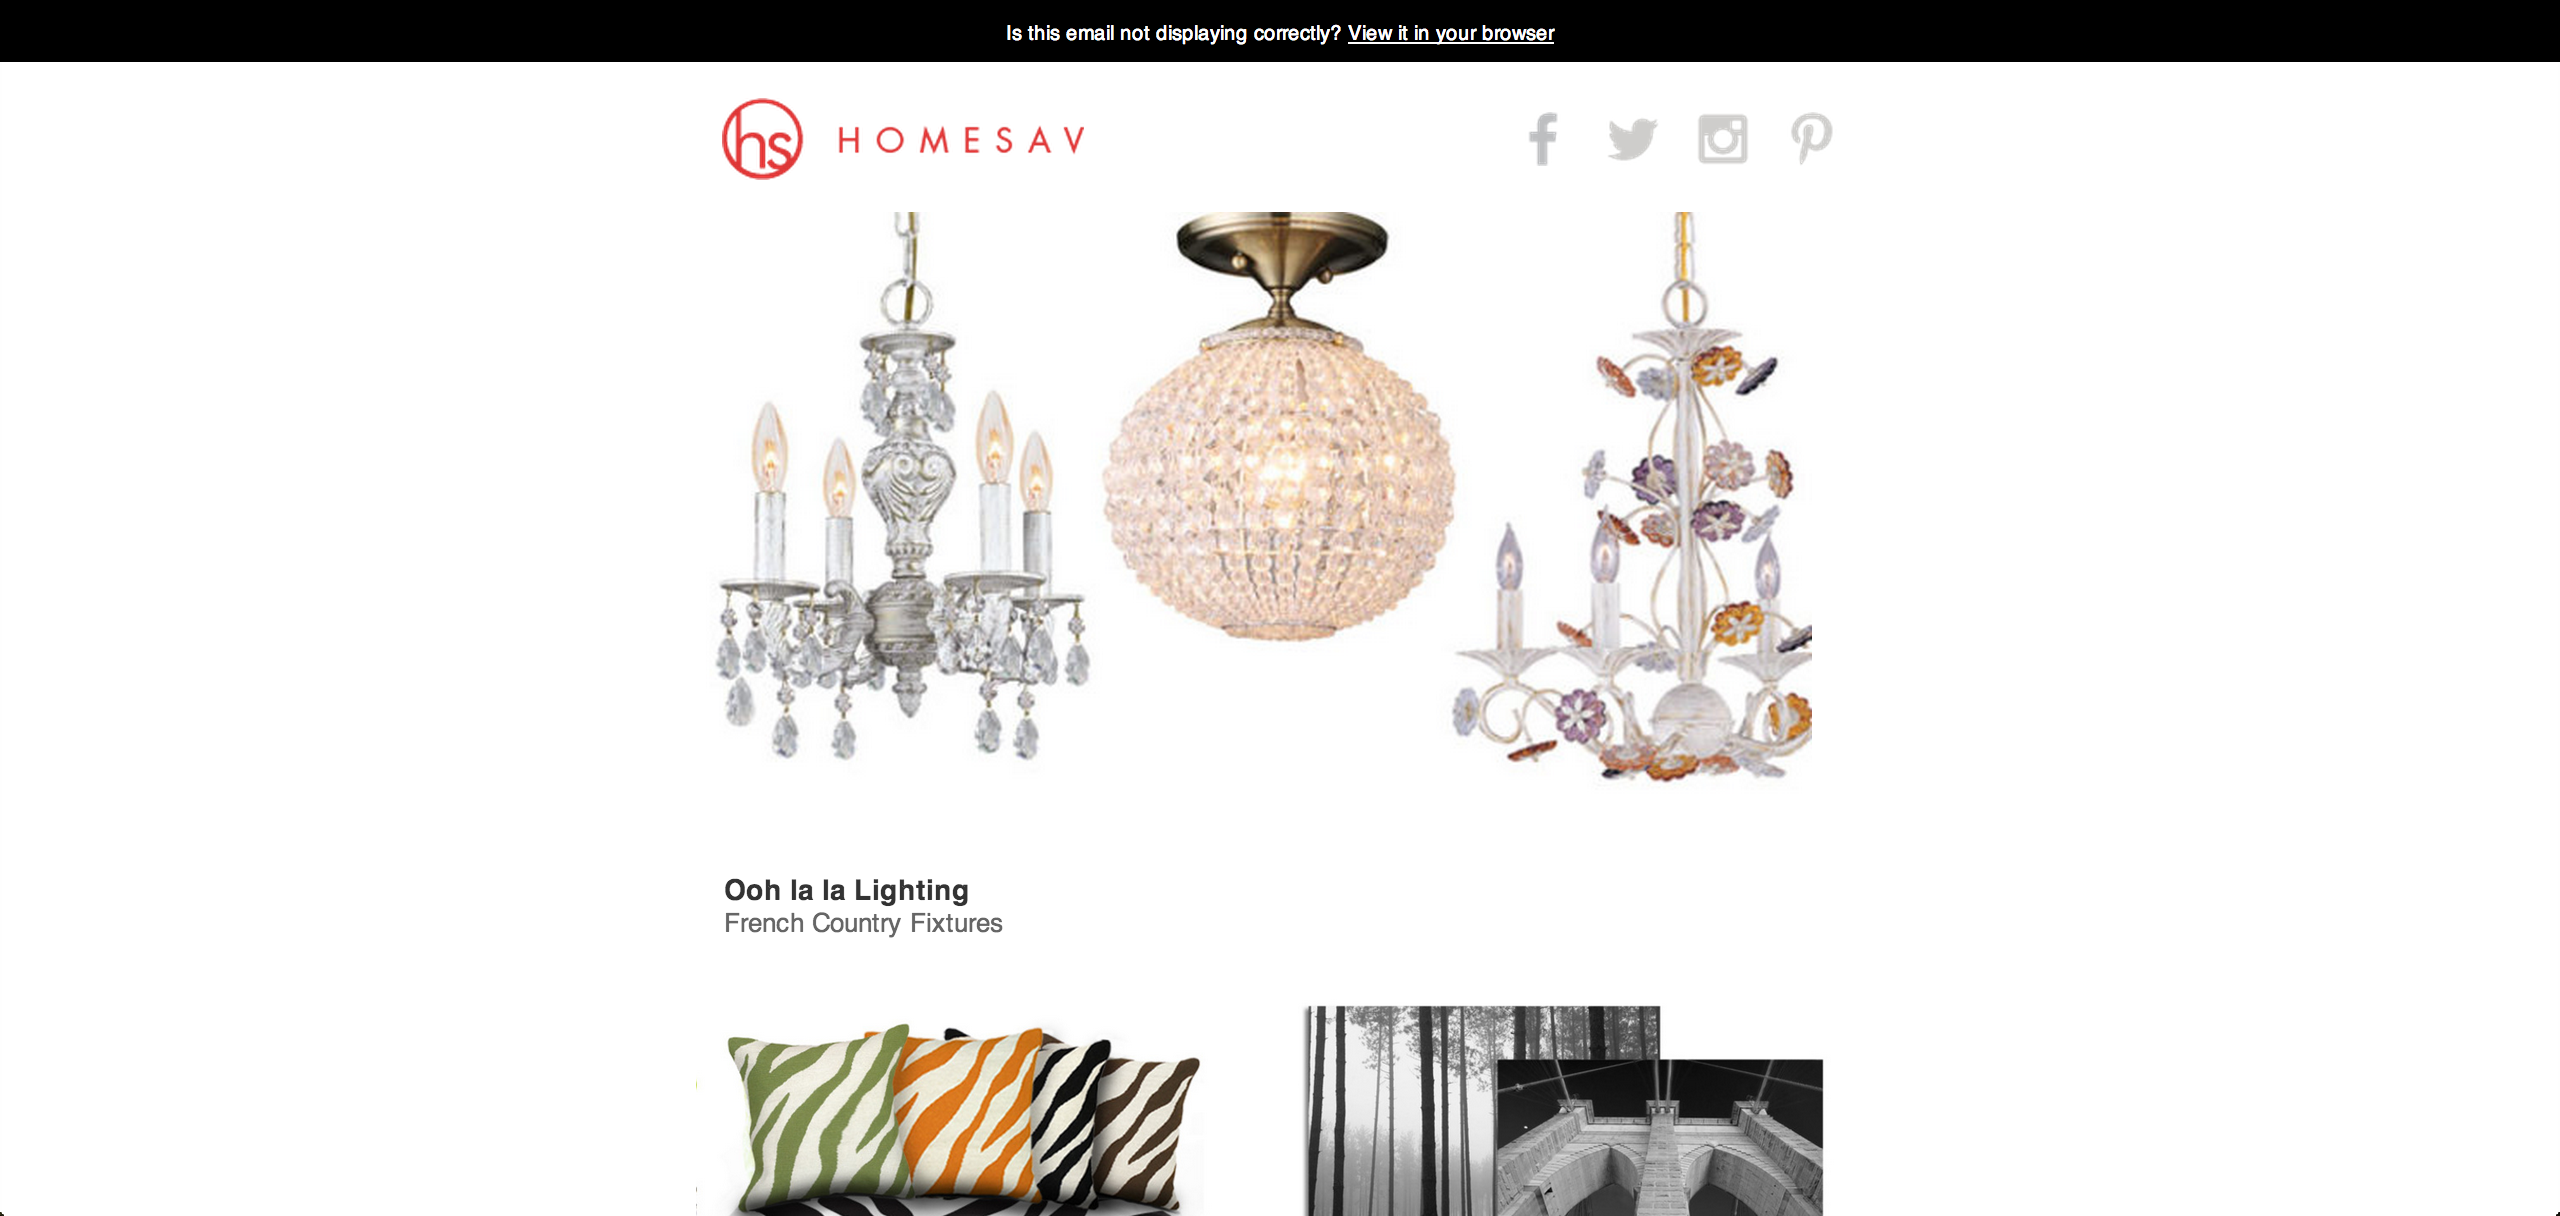 Is this email not displaying correctly? View it in your browser
hs HOMESAV
Ooh la la Lighting
French Country Fixtures